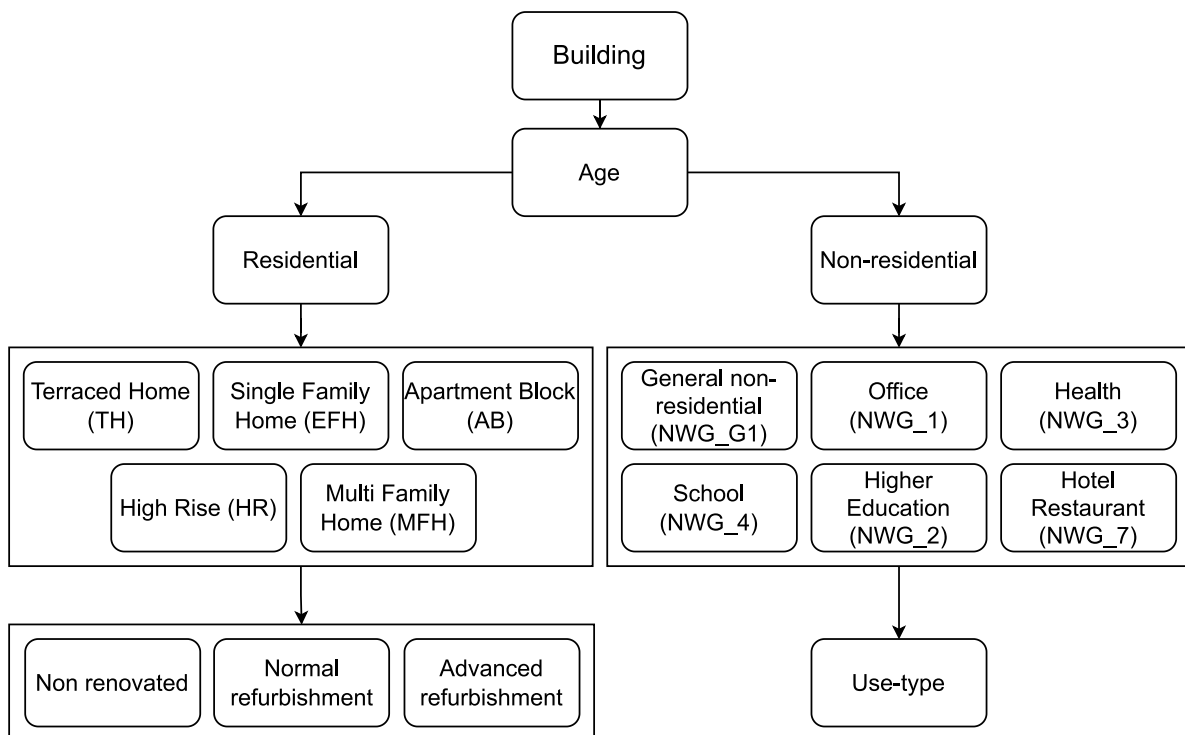 Building
Age
Residential
Non-residential
Terraced Home
(TH)
Single Family
Home (EFH)
Apartment Block
(AB)
High Rise (HR)
Multi Family
Home (MFH)
General non-
residential
(NWG_G1)
Office
(NWG_1)
Health
(NWG_3)
School
(NWG_4)
Higher
Education
(NWG_2)
Hotel
Restaurant
(NWG_7)
Non renovated
Normal
refurbishment
Advanced
refurbishment
Use-type